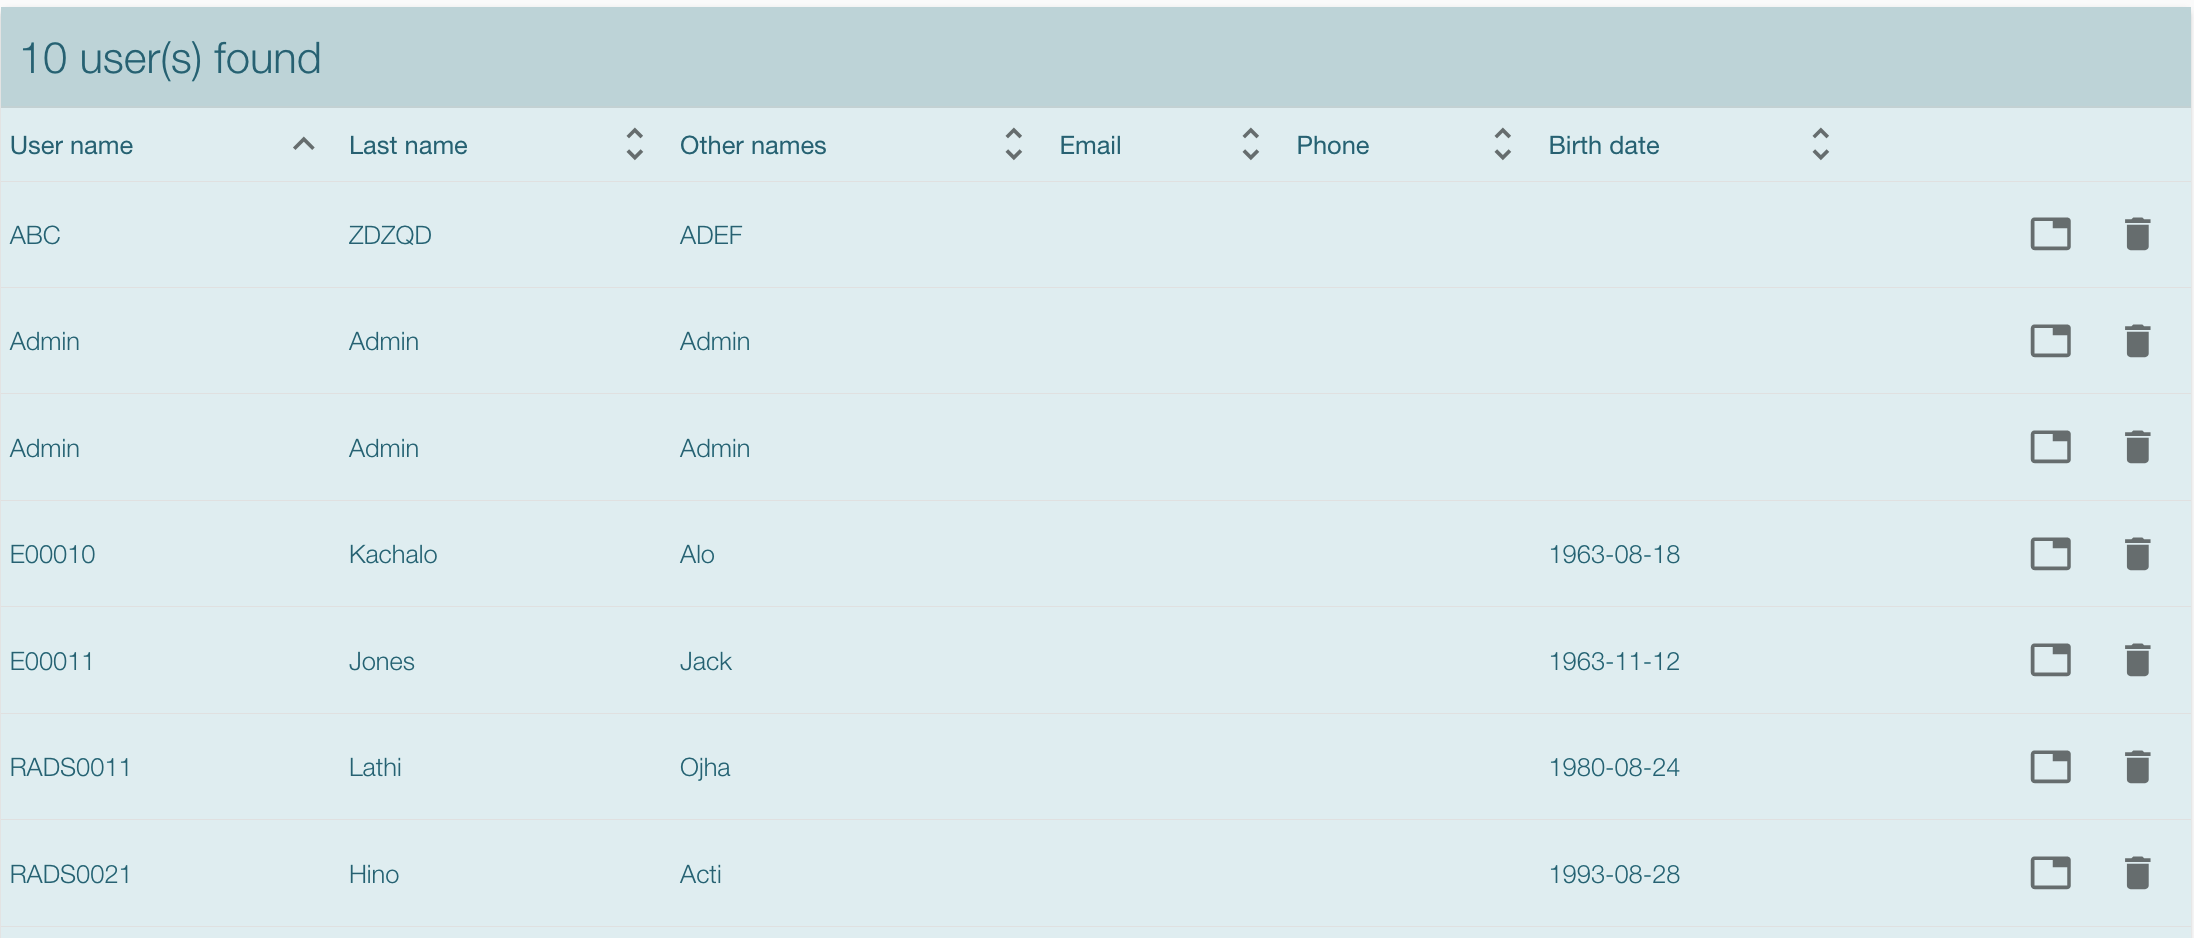 10 user(s) found
User name Last name Other names Email Phone Birth date
ABC ZDZQD ADEF
Admin Admin Admin
Admin Admin Admin
E00010 Kachalo Alo 1963-08-18
E00011 Jones Jack 1963-11-12
RADS0011 Lathi Ojha 1980-08-24
RADS0021 Hino Acti 1993-08-28